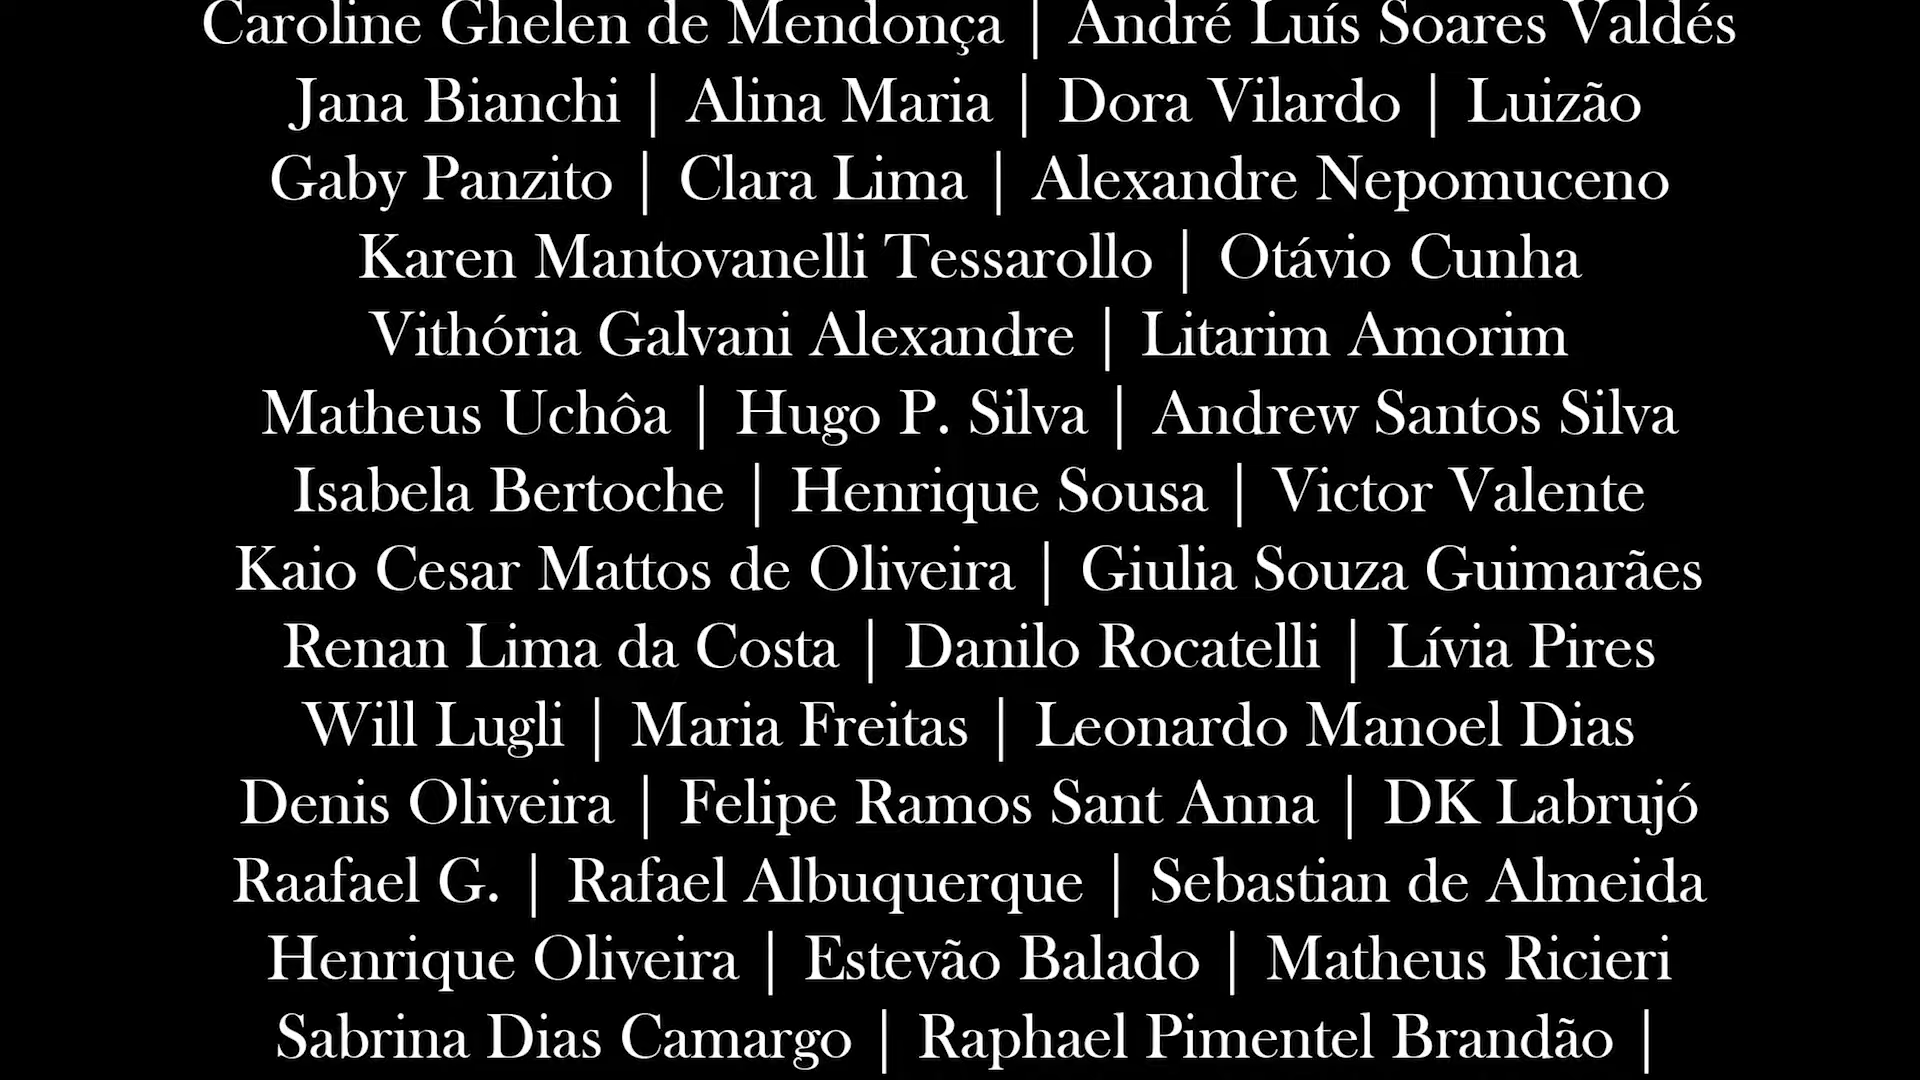 Caroline Ghelen de Mendonça | André Luís Soares Valdés
Jana Bianchi | Alina Maria | Dora Vilardo | Luizão
Gaby Panzito | Clara Lima | Alexandre Nepomuceno
Karen Mantovanelli Tessarollo | Otávio Cunha
Vithória Galvani Alexandre | Litarim Amorim
Matheus Uchôa | Hugo P. Silva | Andrew Santos Silva
Isabela Bertoche | Henrique Sousa | Victor Valente
Kaio Cesar Mattos de Oliveira | Giulia Souza Guimarães
Renan Lima da Costa | Danilo Rocatelli | Lívia Pires
Will Lugli | Maria Freitas | Leonardo Manoel Dias
Denis Oliveira | Felipe Ramos Sant Anna | DK Labrujó
Raafael G. | Rafael Albuquerque | Sebastian de Almeida
Henrique Oliveira | Estevão Balado | Matheus Ricieri
Sabrina Dias Camargo | Raphael Pimentel Brandão |